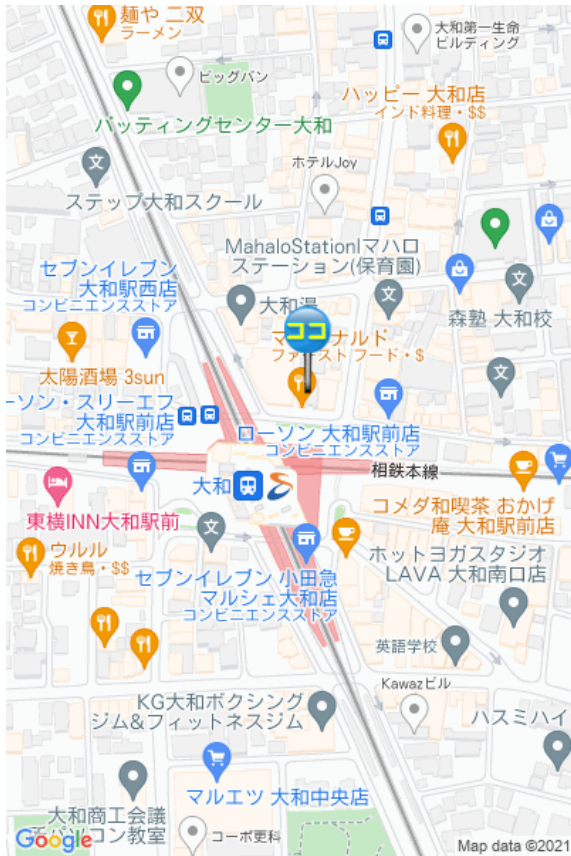 麺や 二双
ラーメン
大和第一生命
ビルディング
ビッグバン
ハッピー 大和店
インド料理・$$
バッティングセンター大和
ホテルJoy
文
ステップ大和スクール
MahaloStation|マハロ
ステーション(保育園)
セブンイレブン
大和駅西店
コンビニエンスストア
大和湯
文
文
森塾 大和校
ココ
マ
ナルド
ファ
スト フード・$
太陽酒場 3sun
文
ーソン・スリーエフ
大和駅前店
コンビニエンスストア
ローソン 大和駅前店
コンビニエンスストア
相鉄本線
大和
東横INN大和駅前
コメダ和喫茶 おかげ
庵 大和駅前店
文
ウルル
焼き鳥・$$
ホットヨガスタジオ
LAVA 大和南口店
セブンイレブン 小田急
マルシェ大和店
コンビニエンスストア
英語学校
Kawazビル
KG大和ボクシング
ジム&フィットネスジム
ハスミハイ
マルエツ 大和中央店
大和商工会議
コン教室
コーポ更科
Google
Map data ©2021